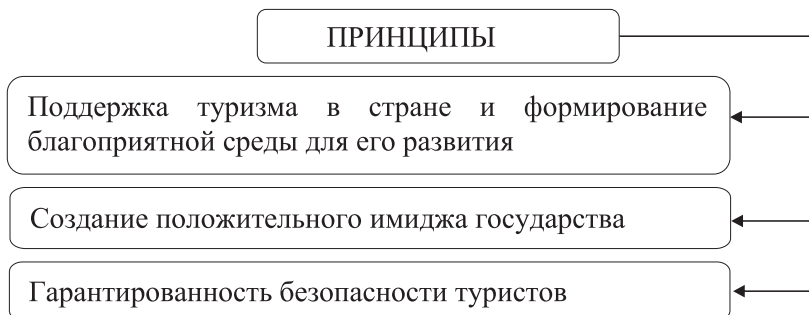 ПРИНЦИПЫ
Поддержка туризма в стране и формирование
благоприятной среды для его развития
Создание положительного имиджа государства
Гарантированность безопасности туристов